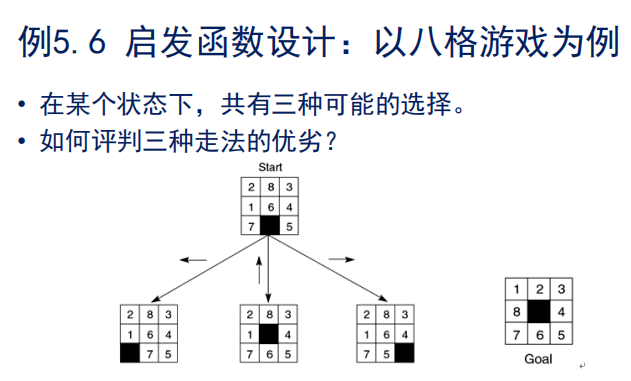 例5.6 启发函数设计：以八格游戏为例
• 在某个状态下，共有三种可能的选择。
• 如何评判三种走法的优劣？
Start
2 8 3
1 6 4
7 5
2 8 3
1 6 4
7 5
2 8 3
1 4
7 6 5
2 8 3
1 6 4
7 5
1 2 3
8 4
7 6 5
Goal